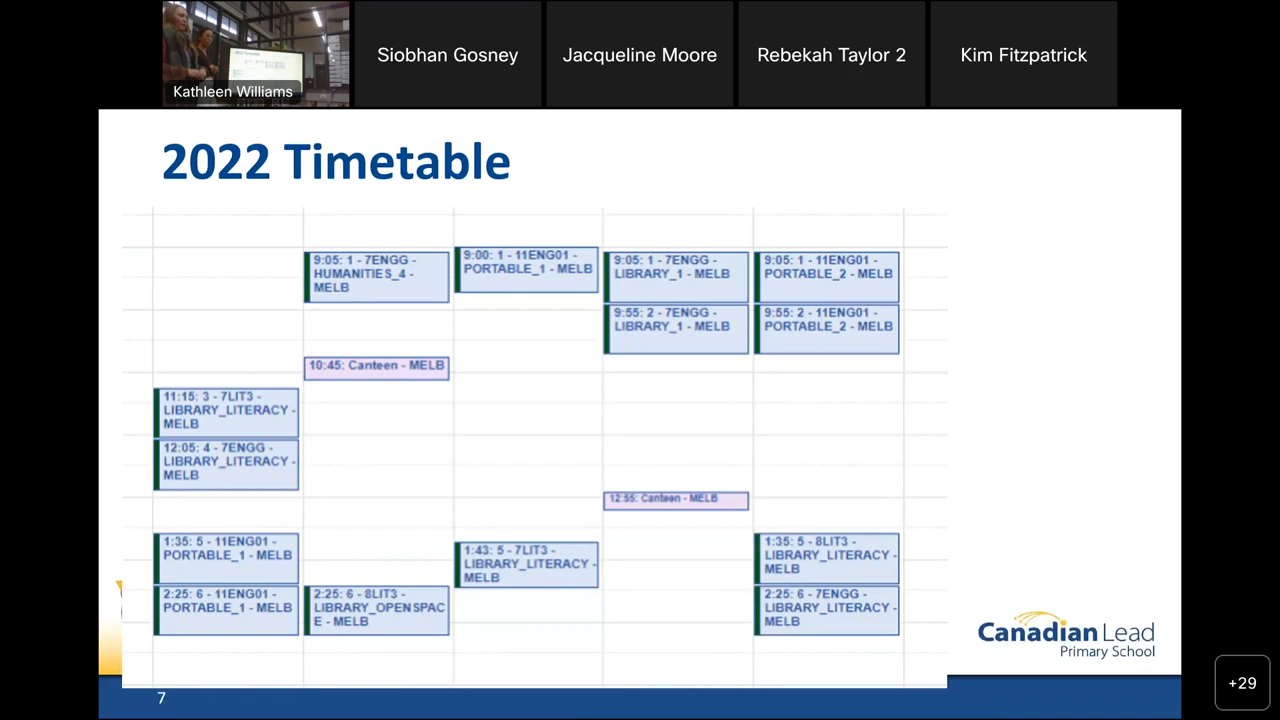 Kathleen Williams
Siobhan Gosney
Jacqueline Moore
Rebekah Taylor 2
Kim Fitzpatrick
2022 Timetable
11:15: 3 - 7LIT3 -
LIBRARY_LITERACY -
MELB
12:05: 4 - 7ENGG -
LIBRARY_LITERACY -
MELB
1:35: 5 - 11ENG01 -
PORTABLE_1 - MELB
2:25: 6 - 11ENG01 -
PORTABLE_1 - MELB
9:05: 1 - 7ENGG -
HUMANITIES_4 -
MELB
10:45: Canteen - MELB
2:25: 6 - 8LIT3 -
LIBRARY_OPENSPAC
E - MELB
9:00: 1 - 11ENG01 -
PORTABLE_1 - MELB
1:43: 5 - 7LIT3 -
LIBRARY_LITERACY -
MELB
9:05: 1 - 7ENGG -
LIBRARY_1 - MELB
9:55: 2 - 7ENGG -
LIBRARY_1 - MELB
12:55: Canteen - MELB
9:05: 1 - 11ENG01 -
PORTABLE_2 - MELB
9:55: 2 - 11ENG01 -
PORTABLE_2 - MELB
1:35: 5 - 8LIT3 -
LIBRARY_LITERACY -
MELB
2:25: 6 - 7ENGG -
LIBRARY_LITERACY -
MELB
Canadian Lead
Primary School
7
+29